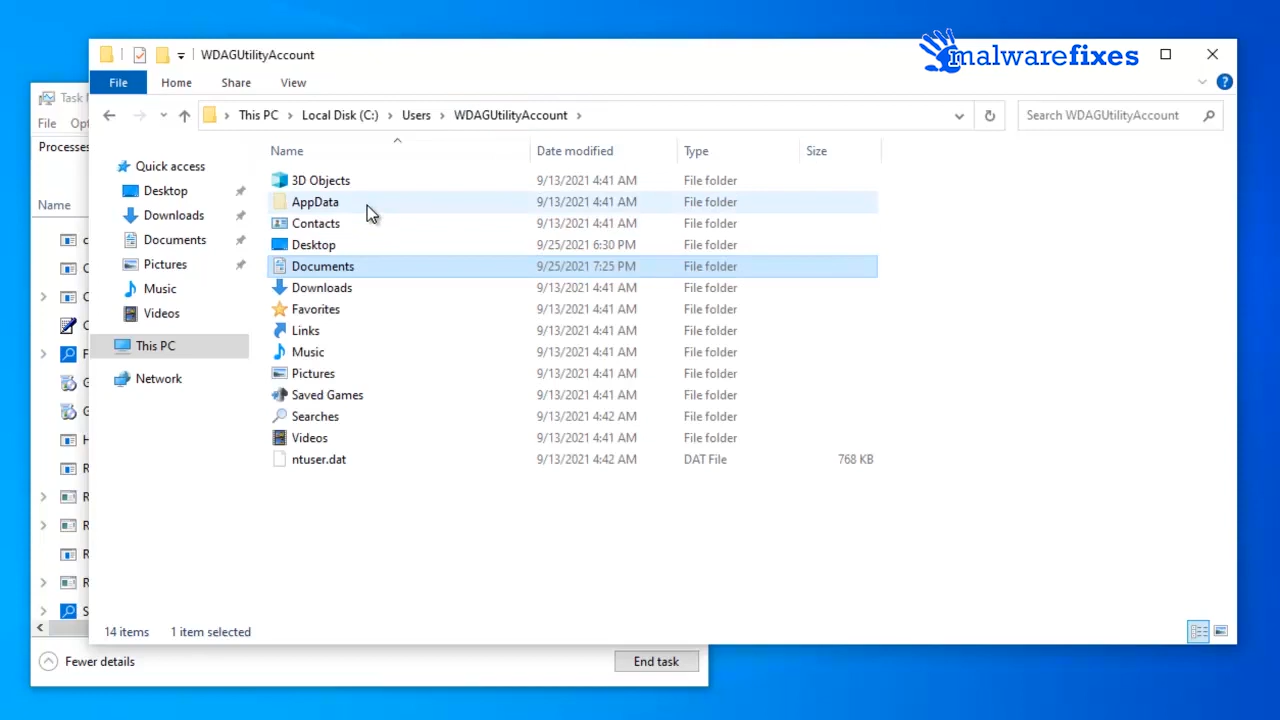 WDAGUtilityAccount
malwarefixes
File Home Share View
This PC Local Disk (C:) Users WDAGUtilityAccount
Search WDAGUtilityAccount
Task
File
Processes
Name
Quick access
Desktop
Downloads
Documents
Pictures
Music
Videos
This PC
Network
Name Date modified Type Size
3D Objects 9/13/2021 4:41 AM File folder
AppData 9/13/2021 4:41 AM File folder
Contacts 9/13/2021 4:41 AM File folder
Desktop 9/25/2021 6:30 PM File folder
Documents 9/25/2021 7:25 PM File folder
Downloads 9/13/2021 4:41 AM File folder
Favorites 9/13/2021 4:41 AM File folder
Links 9/13/2021 4:41 AM File folder
Music 9/13/2021 4:41 AM File folder
Pictures 9/13/2021 4:41 AM File folder
Saved Games 9/13/2021 4:41 AM File folder
Searches 9/13/2021 4:42 AM File folder
Videos 9/13/2021 4:41 AM File folder
ntuser.dat 9/13/2021 4:42 AM DAT File 768 KB
14 items 1 item selected
Fewer details
End task